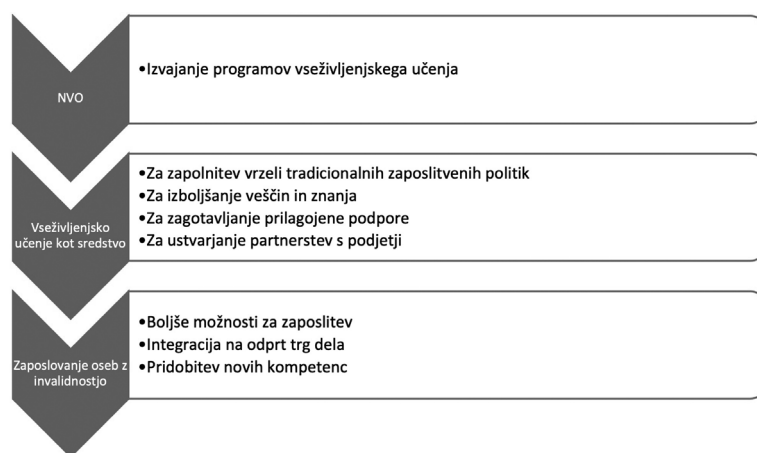 NVO
•Izvajanje programov vseživljenjskega učenja
Vseživljenjsko
učenje kot sredstvo
•Za zapolnitev vrzeli tradicionalnih zaposlitvenih politik
•Za izboljšanje veščin in znanja
•Za zagotavljanje prilagojene podpore
•Za ustvarjanje partnerstev s podjetji
Zaposlovanje oseb z
invalidnostjo
•Boljše možnosti za zaposlitev
•Integracija na odprt trg dela
•Pridobitev novih kompetenc